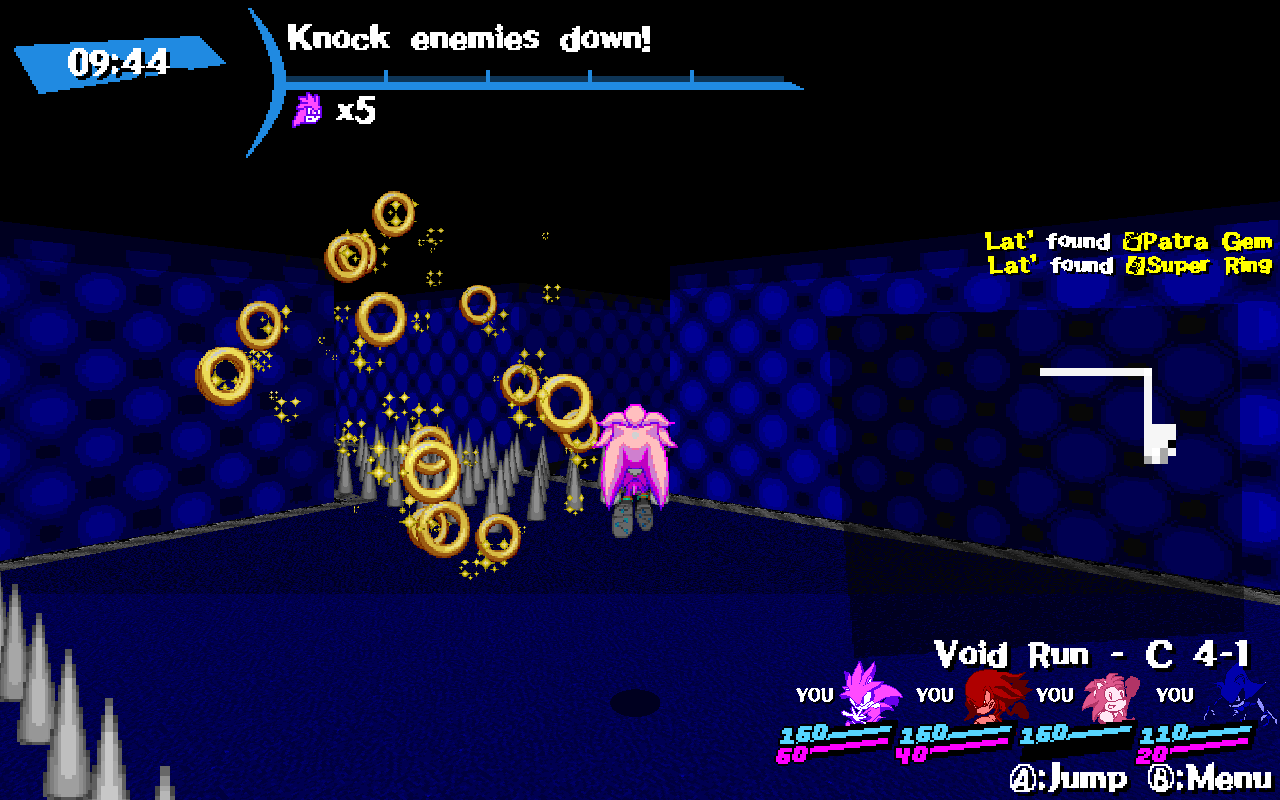 09:44
Knock enemies down!
x5
Lat' found Patra Gem
Lat' found Super Ring
Void Run - C 4-1
YOU YOU YOU YOU
160 160 160 110
60 40 20
A:Jump B:Menu